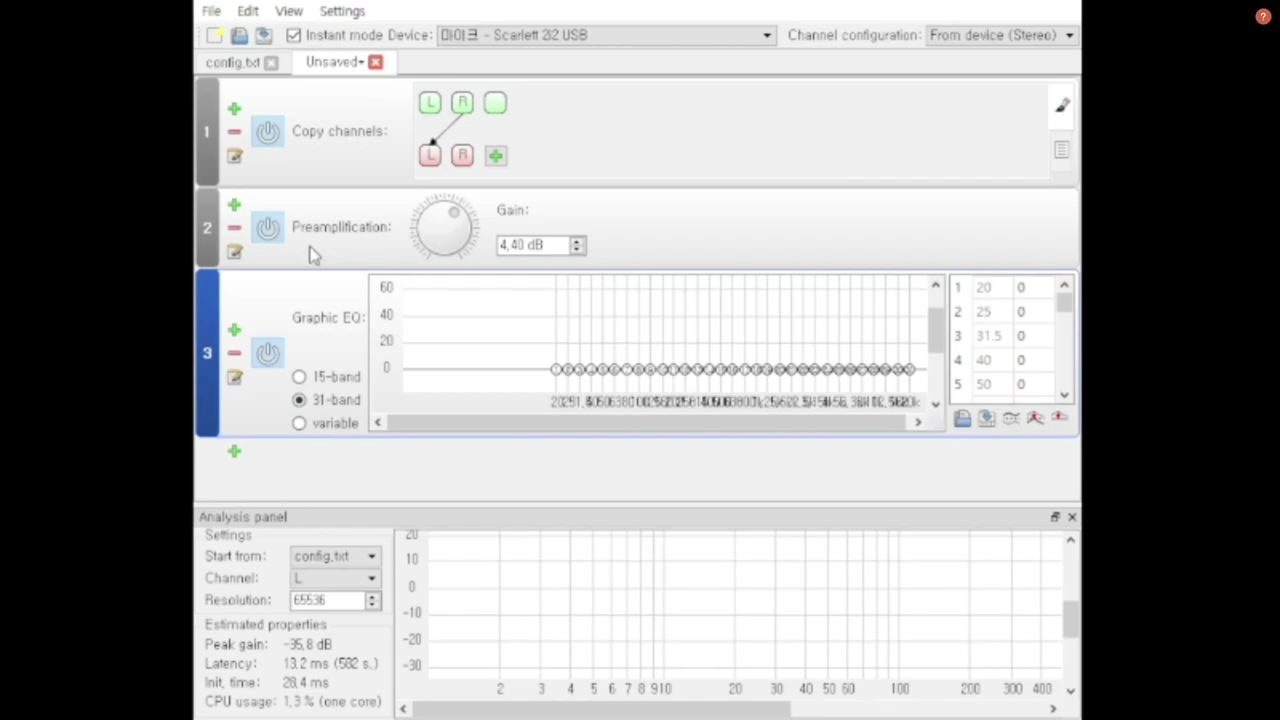 File Edit View Settings
Instant mode Device: 마이크 - Scarlett 2i2 USB Channel configuration: From device (Stereo)
config.txt Unsaved*
1 Copy channels: L R
L R
2 Preamplification: Gain:
4,40 dB
3 Graphic EQ:
15-band
31-band
variable
60
40
20
0
1 20 0
2 25 0
3 31.5 0
4 40 0
5 50 0
Analysis panel
Settings
Start from: config.txt
Channel: L
Resolution: 65536
Estimated properties
Peak gain: -35,8 dB
Latency: 13,2 ms (582 s.)
Init. time: 28,4 ms
CPU usage: 1,3 % (one core)
20
10
0
-10
-20
-30
2 3 4 5 6 7 8 9 10 20 30 40 50 60 100 200 300 400
?